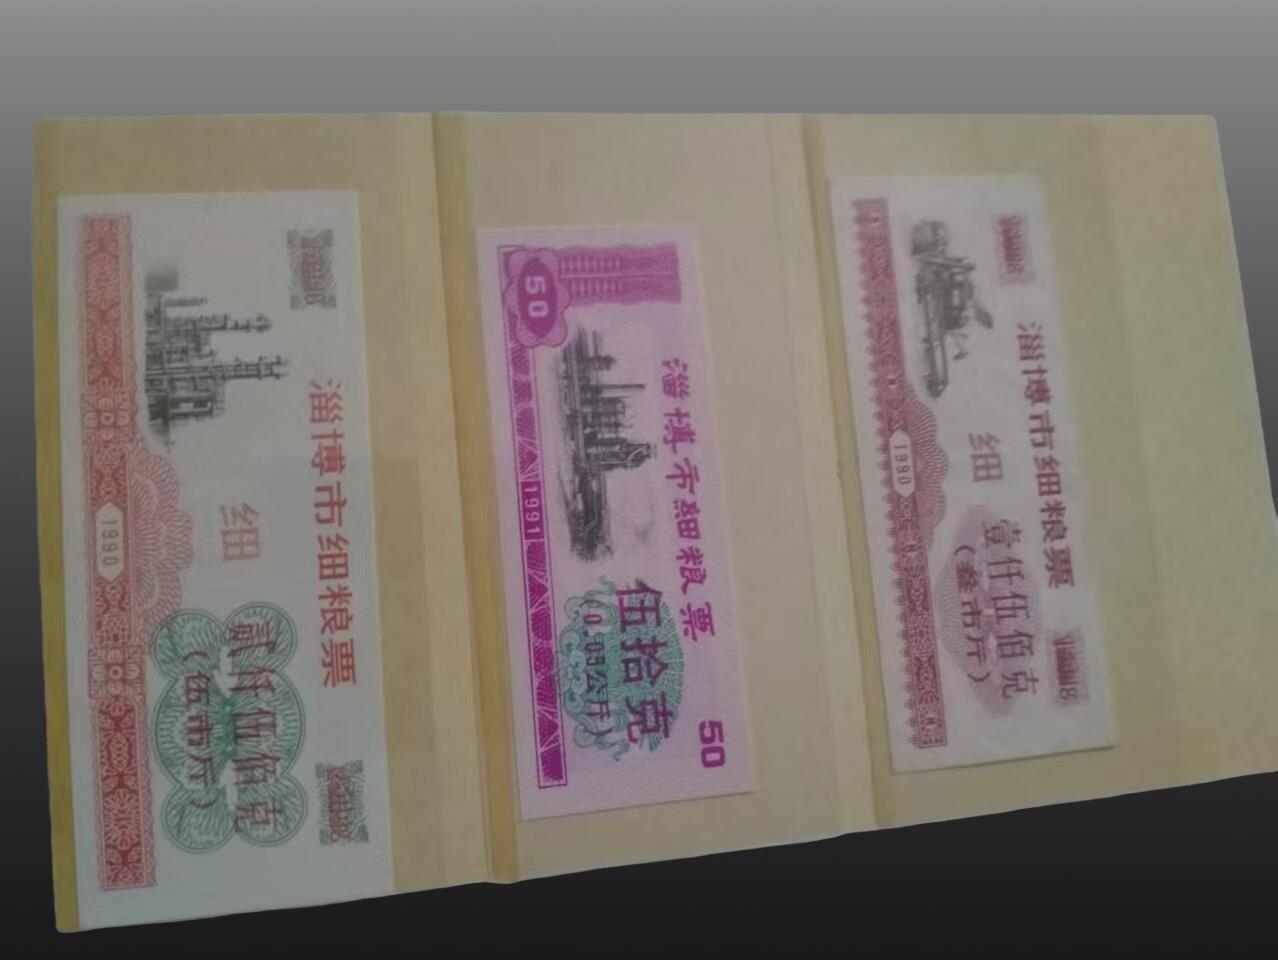 淄博市细粮票
细
贰仟伍佰克
(伍市斤)
1990
50
淄博市細粮票
伍拾克
(0.05公斤)
1991
50
淄博市细粮票
细
壹仟伍佰克
(叁市斤)
1990